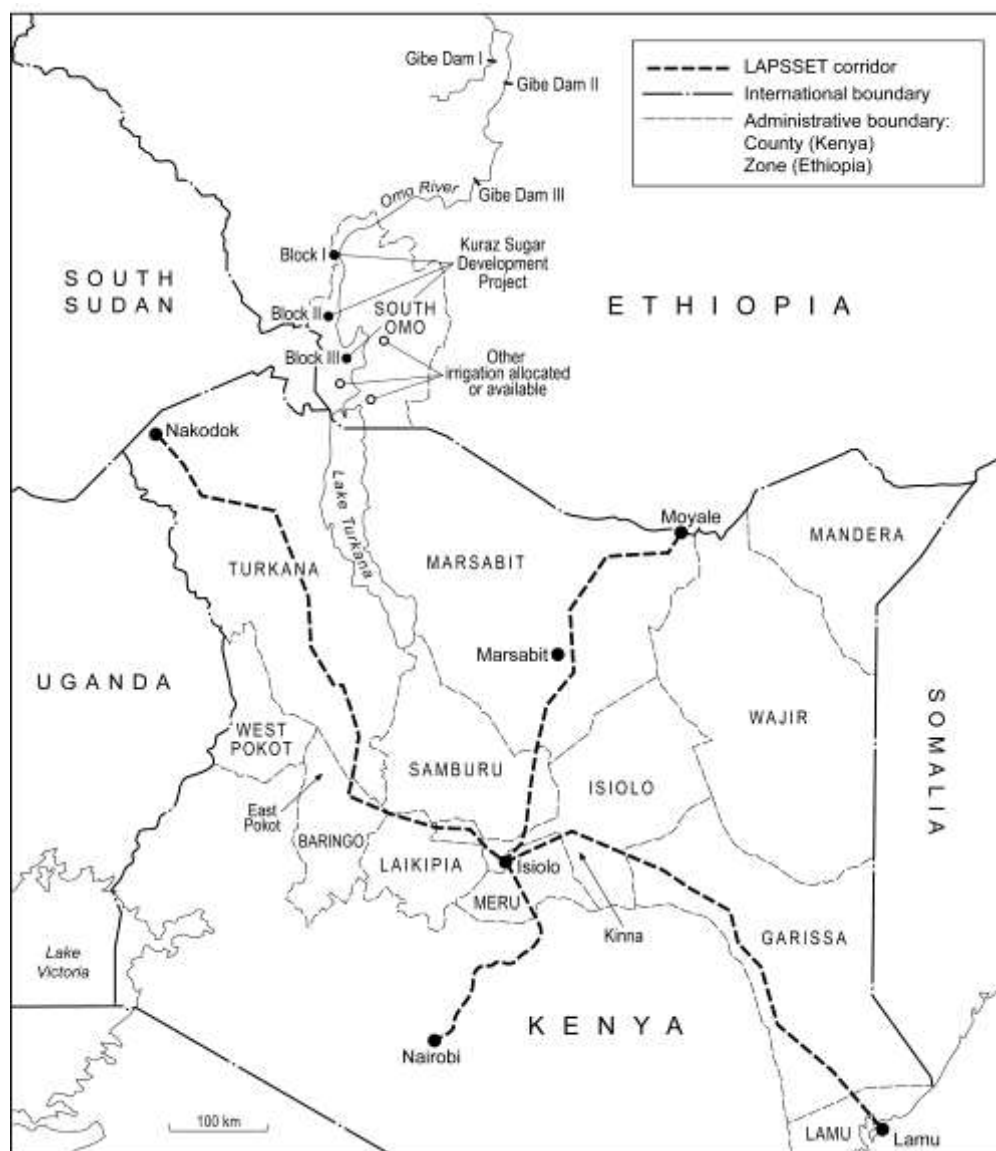 Gibe Dam I
Gibe Dam II
LAPSSET corridor
International boundary
Administrative boundary:
County (Kenya)
Zone (Ethiopia)
Omo River
Gibe Dam III
Block I
Kuraz Sugar
Development
Project
SOUTH
SUDAN
ETHIOPIA
Block II
SOUTH
OMO
Block III
Other
irrigation allocated
or available
Nakodok
Lake Turkana
Moyale
MANDERA
TURKANA
MARSABIT
Marsabit
UGANDA
WAJIR
SOMALIA
WEST
POKOT
SAMBURU
ISIOLO
East
Pokot
BARINGO
LAIKIPIA
Isiolo
MERU
Kinna
GARISSA
Lake
Victoria
KENYA
Nairobi
100 km
LAMU
Lamu